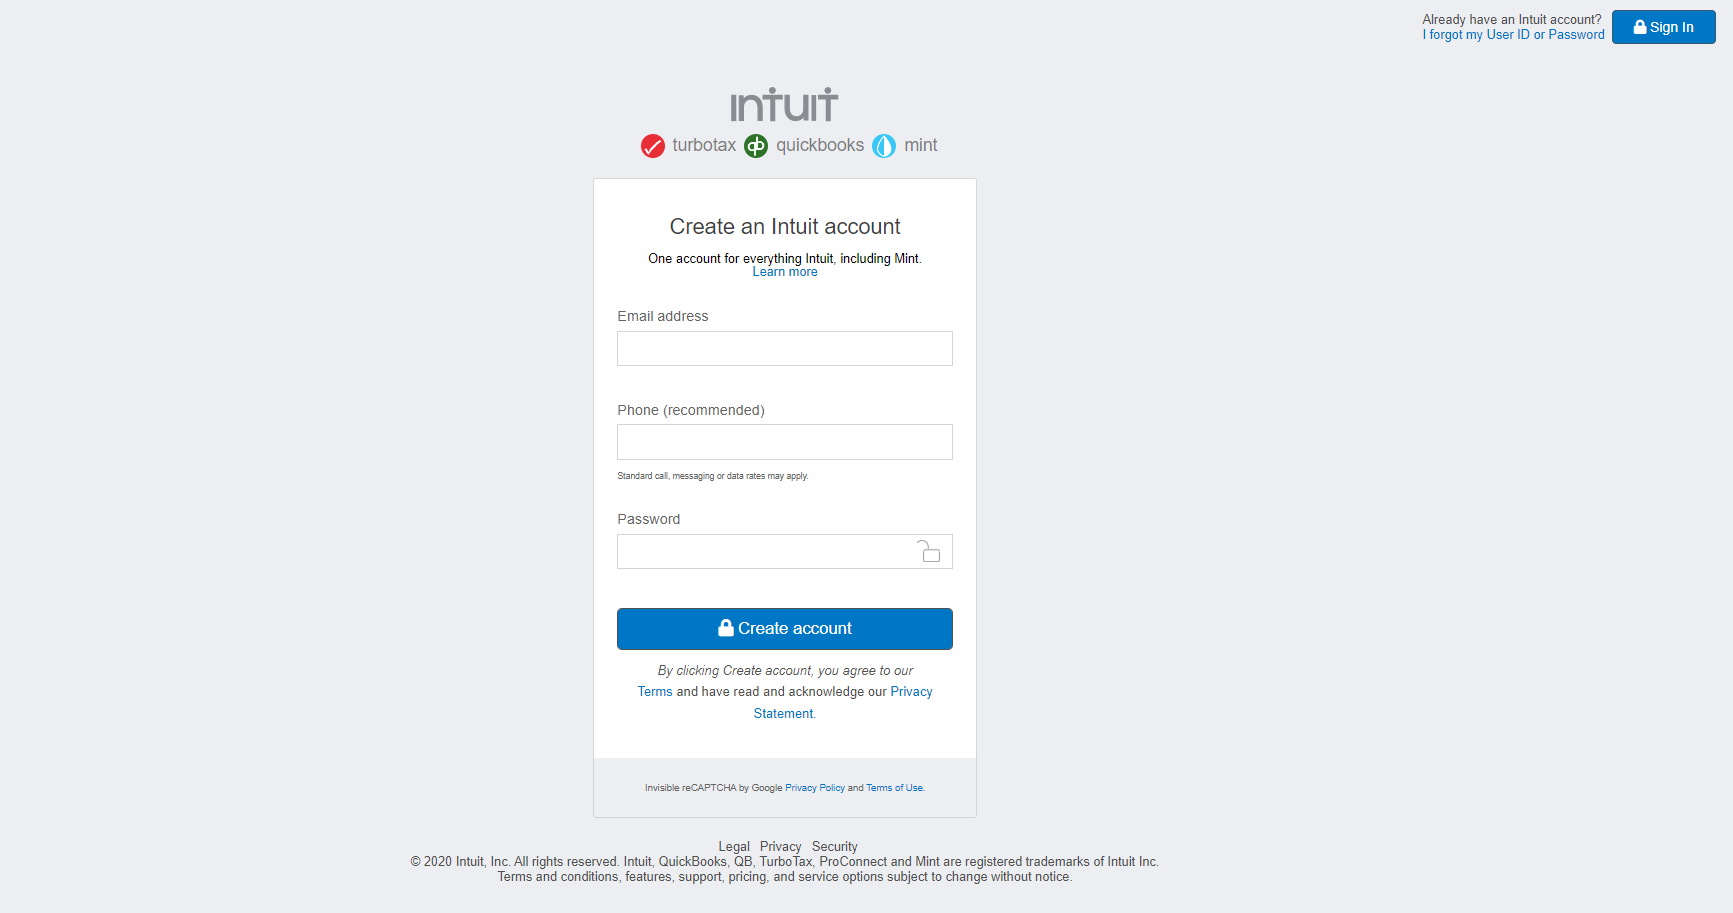 Already have an Intuit account?
I forgot my User ID or Password
Sign In
intuit
turbotax quickbooks mint
Create an Intuit account
One account for everything Intuit, including Mint.
Learn more
Email address
Phone (recommended)
Standard call, messaging or data rates may apply.
Password
Create account
By clicking Create account, you agree to our
Terms and have read and acknowledge our Privacy
Statement.
Invisible reCAPTCHA by Google Privacy Policy and Terms of Use.
Legal Privacy Security
© 2020 Intuit, Inc. All rights reserved. Intuit, QuickBooks, QB, TurboTax, ProConnect and Mint are registered trademarks of Intuit Inc.
Terms and conditions, features, support, pricing, and service options subject to change without notice.